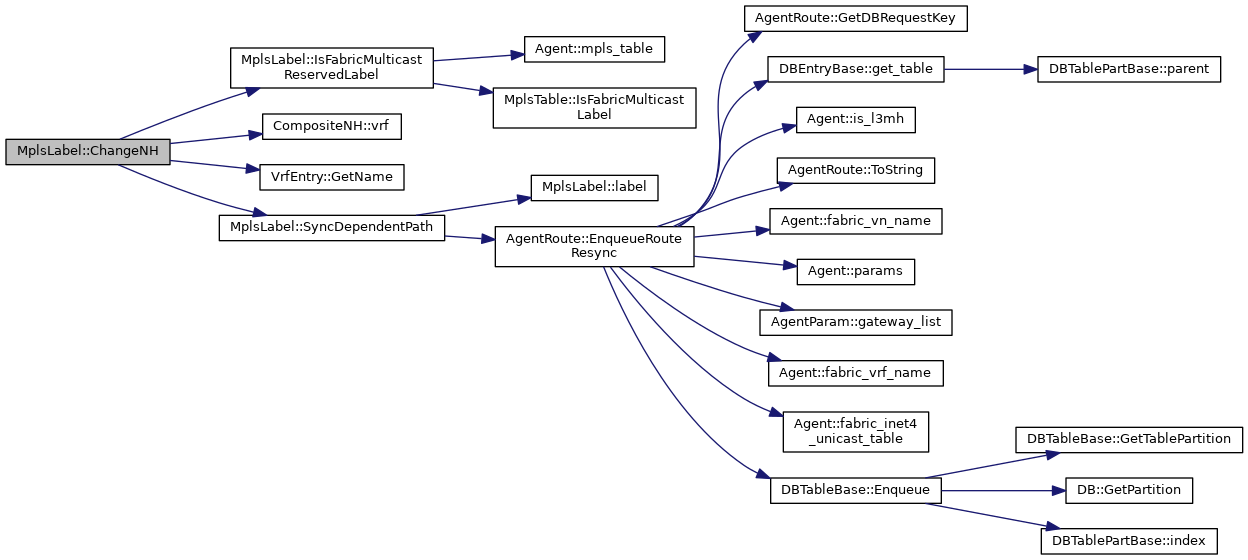 MplsLabel::ChangeNH
MplsLabel::IsFabricMulticast
ReservedLabel
CompositeNH::vrf
VrfEntry::GetName
MplsLabel::SyncDependentPath
Agent::mpls_table
MplsTable::IsFabricMulticast
Label
MplsLabel::label
AgentRoute::EnqueueRoute
Resync
AgentRoute::GetDBRequestKey
DBEntryBase::get_table
Agent::is_l3mh
AgentRoute::ToString
Agent::fabric_vn_name
Agent::params
AgentParam::gateway_list
Agent::fabric_vrf_name
Agent::fabric_inet4
_unicast_table
DBTableBase::Enqueue
DBTablePartBase::parent
DBTableBase::GetTablePartition
DB::GetPartition
DBTablePartBase::index